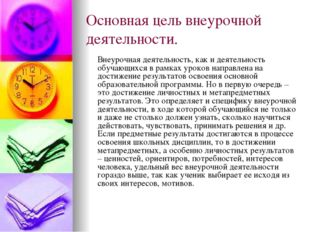 Основная цель внеурочной
деятельности.
Внеурочная деятельность, как и деятельность
обучающихся в рамках уроков направлена на
достижение результатов освоения основной
образовательной программы. Но в первую очередь –
это достижение личностных и метапредметных
результатов. Это определяет и специфику внеурочной
деятельности, в ходе которой обучающийся не только
и даже не столько должен узнать, сколько научиться
действовать, чувствовать, принимать решения и др.
Если предметные результаты достигаются в процессе
освоения школьных дисциплин, то в достижении
метапредметных, а особенно личностных результатов
– ценностей, ориентиров, потребностей, интересов
человека, удельный вес внеурочной деятельности
гораздо выше, так как ученик выбирает ее исходя из
своих интересов, мотивов.